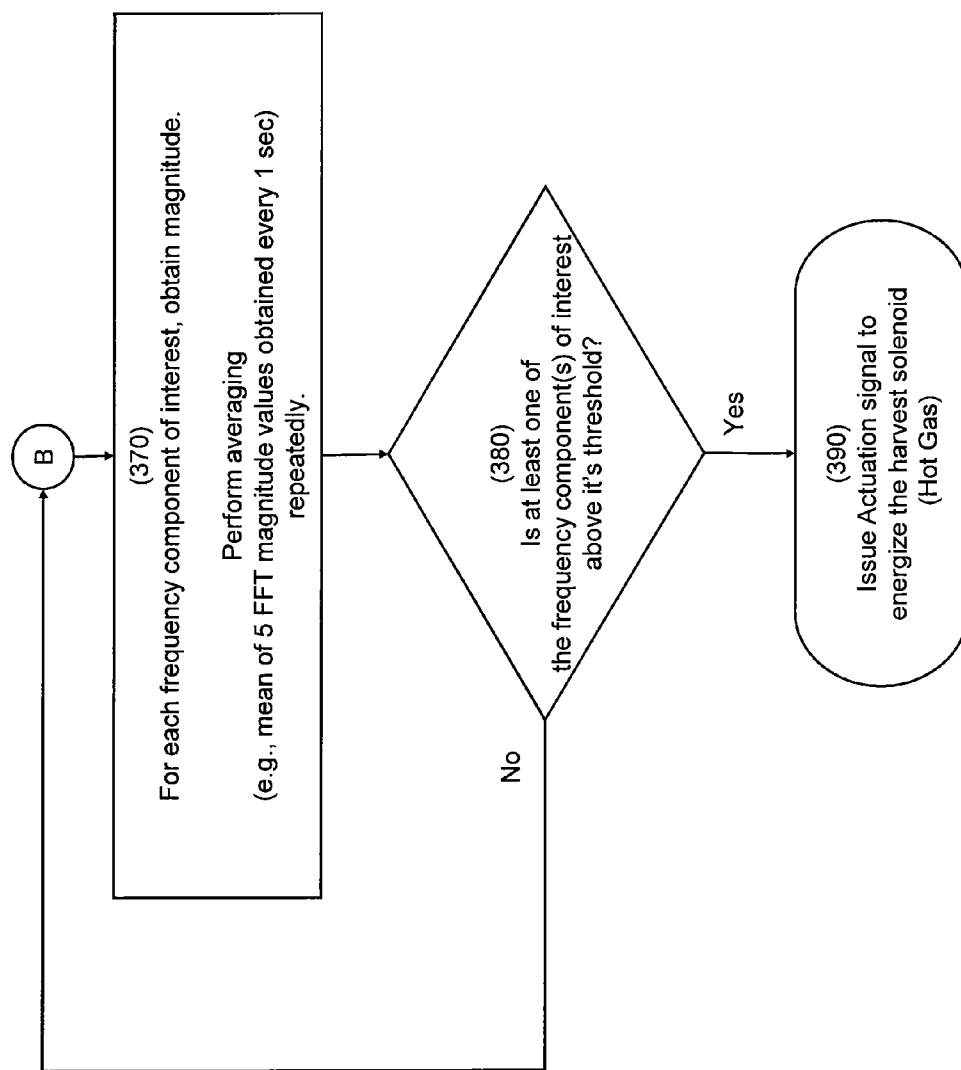 B
(370)
For each frequency component of interest, obtain magnitude.
Perform averaging
(e.g., mean of 5 FFT magnitude values obtained every 1 sec)
repeatedly.
(380)
Is at least one of
the frequency component(s) of interest
above it's threshold?
No
Yes
(390)
Issue Actuation signal to
energize the harvest solenoid
(Hot Gas)